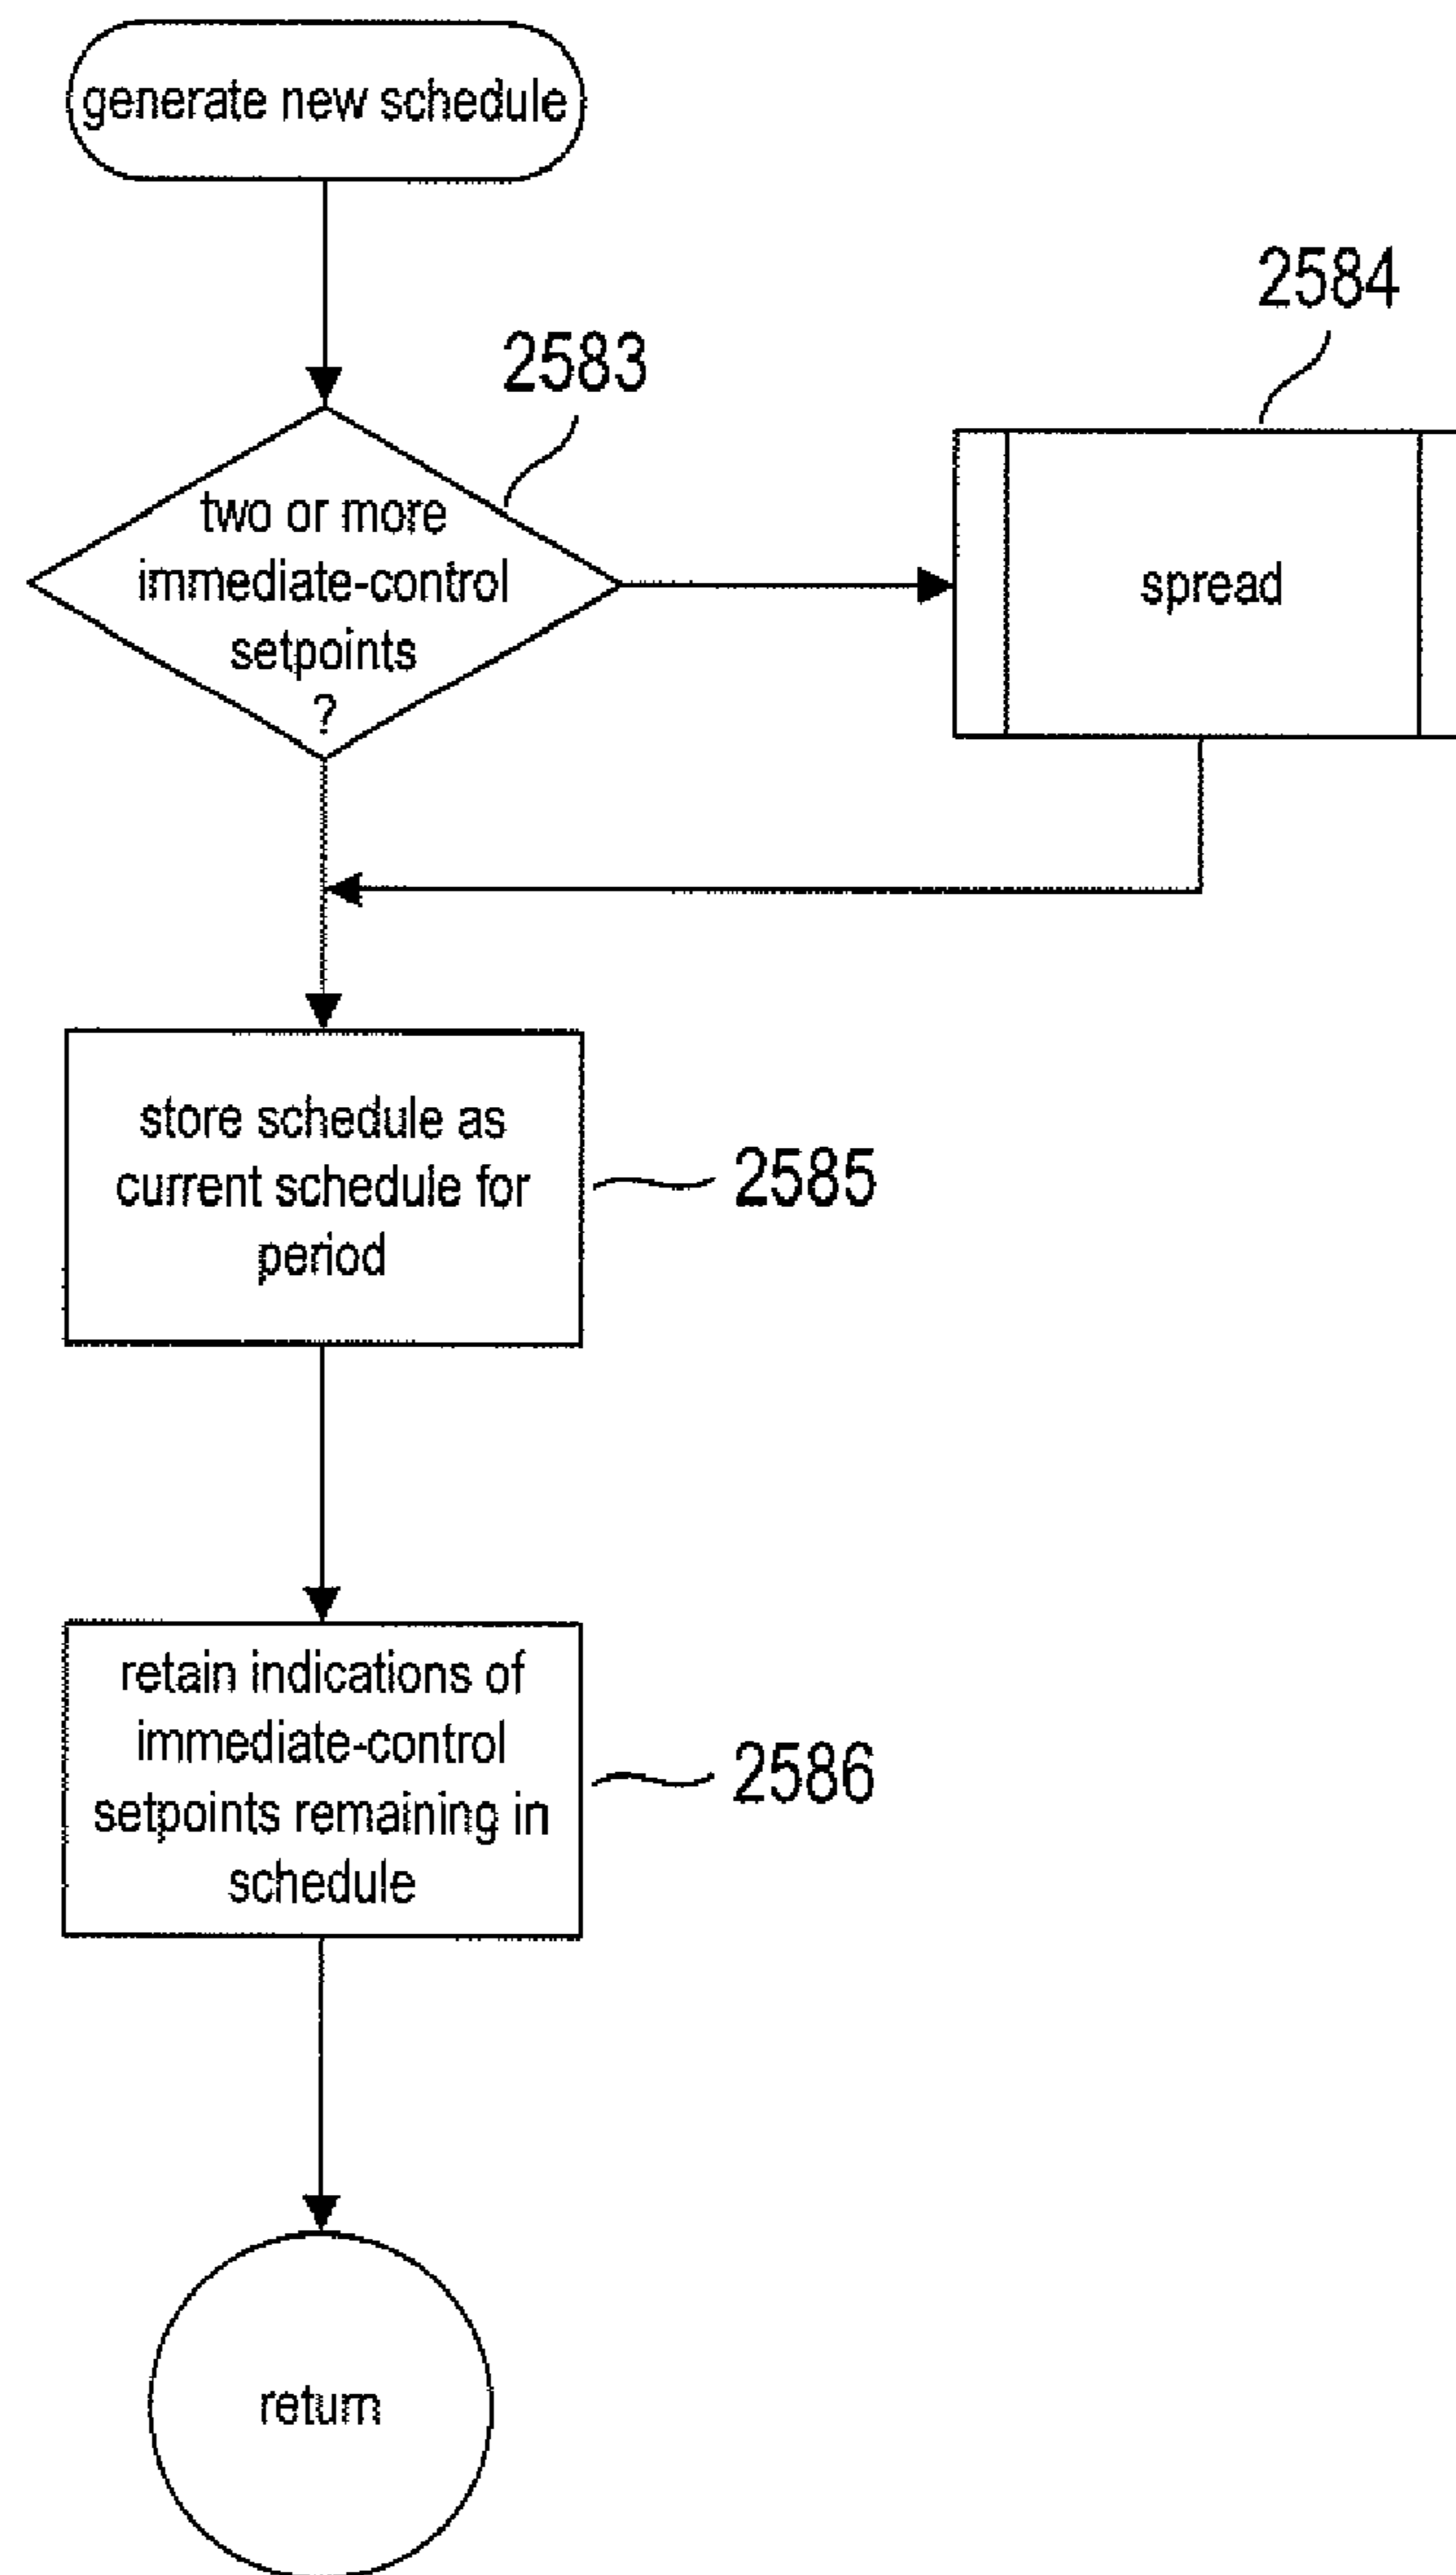 generate new schedule
2583
2584
two or more
immediate-control
setpoints
?
spread
store schedule as
current schedule for
period
2585
retain indications of
immediate-control
setpoints remaining in
schedule
2586
return